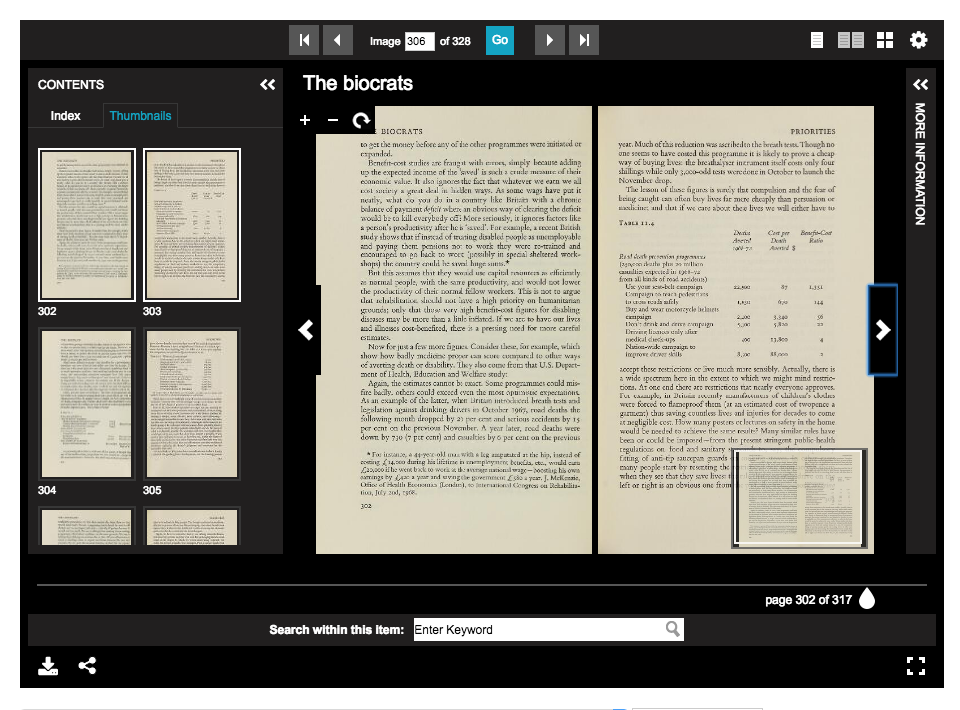 Image 306 of 328 Go
CONTENTS
Index Thumbnails
302 303
304 305
The biocrats
BIOCRATS
to get the money before any of the other programmes were initiated or
expanded.
Benefit-cost studies are fraught with errors, simply because adding
up the expected income of the 'saved' is such a crude measure of their
economic value. It also ignores the fact that whatever we earn we all
cost society a great deal in hidden ways. As some wags have put it
neatly, what do you do in a country like Britain with a chronic
balance of payment deficit when an obvious way of clearing the deficit
would be to kill everybody off? More seriously, it ignores factors like
a person's productivity after he is 'saved'. For example, a recent British
study shows that if instead of treating disabled people as unemployable
and paying them pensions not to work they were re-trained and
encouraged to go back to work (possibly in special sheltered work-
shops) the country could be saved huge sums.*
But this assumes that they would use capital resources as efficiently
as normal people, with the same productivity, and would not lower
the productivity of their normal fellow workers. This is not to argue
that rehabilitation should not have a high priority on humanitarian
grounds; only that these very high benefit-cost figures for disabling
diseases may be more than a little inflated. If we are to have our lives
and illnesses cost-benefited, there is a pressing need for more careful
estimates.
Now for just a few more figures. Consider these, for example, which
show how badly medicine proper can score compared to other ways
of averting death or disability. They also come from that U.S. Depart-
ment of Health, Education and Welfare study:
Again, the estimates cannot be exact. Some programmes could mis-
fire badly, others could exceed even the most optimistic expectations.
As an example of the latter, when Britain introduced breath tests and
legislation against drinking drivers in October 1967, road deaths the
following month dropped by 21 per cent and serious accidents by 15
per cent on the previous November. A year later, road deaths were
down by 730 (7 per cent) and casualties by 6 per cent on the previous
* For instance, a 44-year-old man with a leg amputated at the hip, instead of
costing £14,000 during his lifetime in unemployment benefits, etc., would earn
£20,000 if he went back to work at the average national wage—boosting his own
earnings by £420 a year and saving the government £580 a year. J. McKenzie,
Office of Health Economics (London), to International Congress on Rehabilita-
tion, July 2nd, 1968.
302
PRIORITIES
year. Much of this reduction was ascribed to the breath tests. Though no
one seems to have costed this programme it is likely to prove a cheap
way of buying lives: the breathalyser instrument itself costs only four
shillings while only 3,000-odd tests were done in October to launch the
November drop.
The lesson of these figures is surely that compulsion and the fear of
being caught can often buy lives far more cheaply than persuasion or
medicine, and that if we care about these lives we will either have to
TABLE 11.4
Deaths Cost per Benefit-Cost
Averted Death Ratio
1968-72 Averted $
Road death prevention programmes
casualties expected in 1968-72
from all kinds of road accidents)
Use your seat-belt campaign 22,900 87 1,351
Campaign to teach pedestrians
to cross roads safely 144
Buy and wear motorcycle helmets
campaign 2,200 3,340 56
Don't drink and drive campaign 5,300 5,800 21
Driving licences only after
medical check-ups 13,800 4
Nation-wide campaign to
improve driver skills 88,000 2
accept these restrictions or live much more sensibly. Actually, there is
a wide spectrum here in the extent to which we might mind restric-
tions. At one end there are restrictions that nearly everyone approves.
For example, in Britain recently manufacturers of children's clothes
were forced to flameproof them (at an estimated cost of twopence a
garment) thus saving countless lives and injuries for decades to come
at negligible cost. How many posters or lectures on safety in the home
would be needed to achieve the same results? Many similar rules have
been or could be imposed—from the present stringent public-health
regulations on food and sanitary
fitting of anti-tip saucepan guards
many people start by resenting the
when they see that they save lives:
left or right is an obvious one from
MORE INFORMATION
page 302 of 317
Search within this item: Enter Keyword